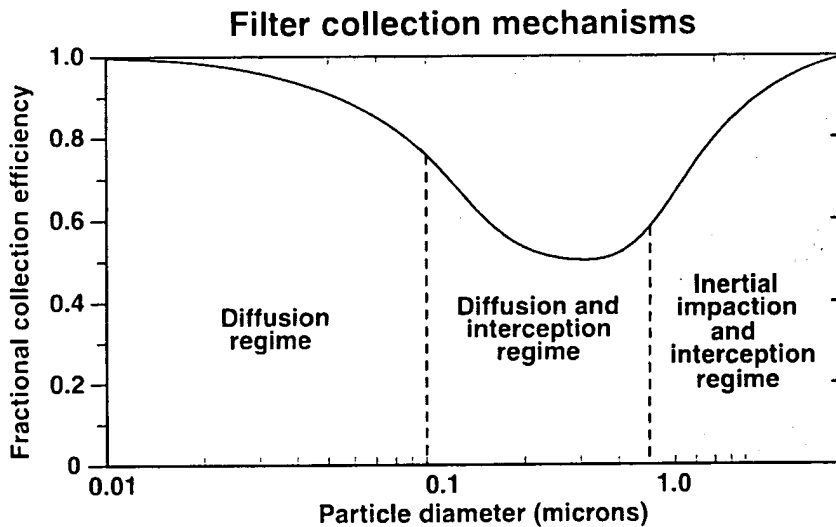 Filter collection mechanisms
Fractional collection efficiency
1.0
0.8
0.6
0.4
0.2
0
Diffusion
regime
Diffusion and
interception
regime
Inertial
impaction
and
interception
regime
0.01
0.1
1.0
Particle diameter (microns)